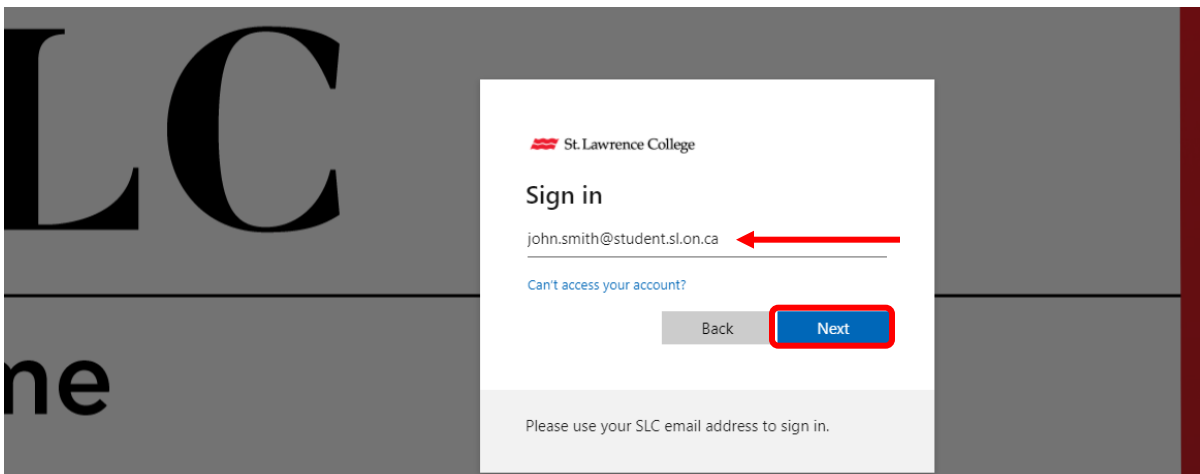 LC
me
St. Lawrence College
Sign in
john.smith@student.sl.on.ca
Can't access your account?
Back Next
Please use your SLC email address to sign in.